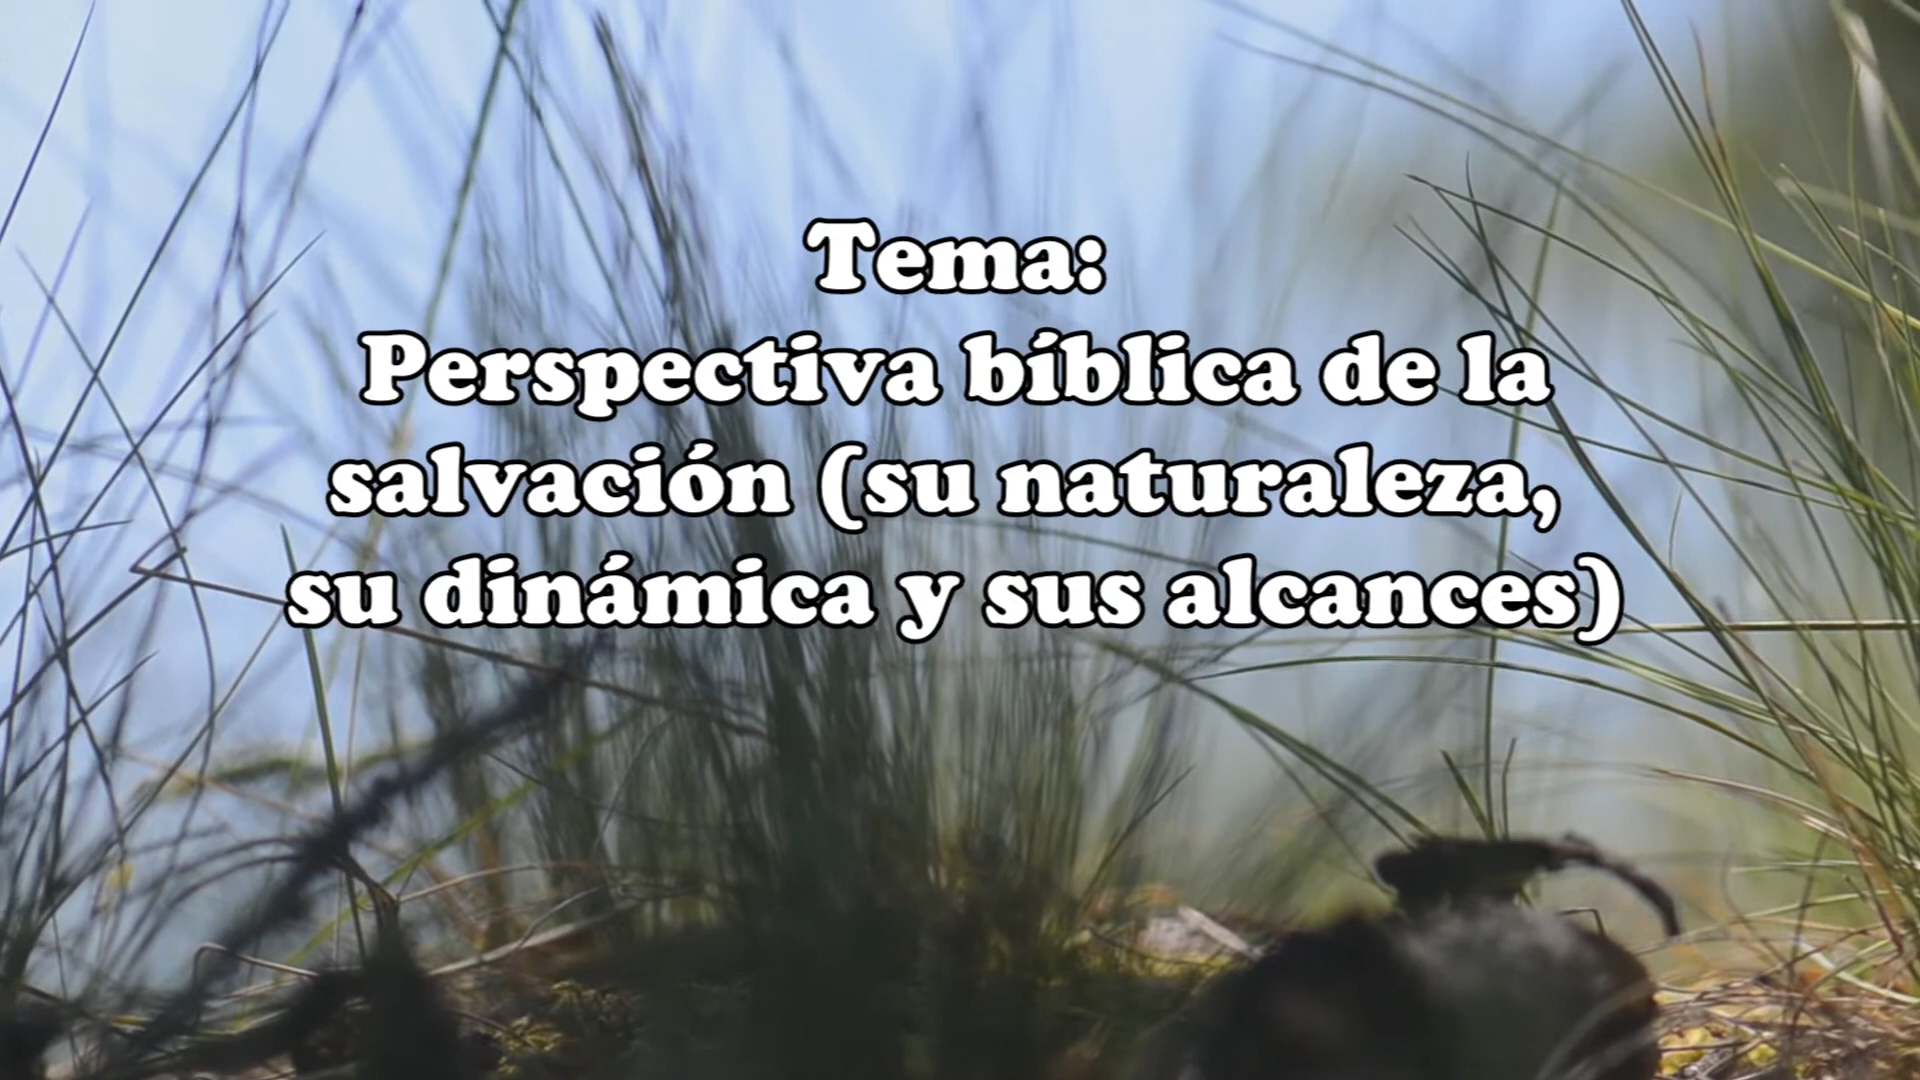 Tema:
Perspectiva bíblica de la
salvación (su naturaleza,
su dinámica y sus alcances)